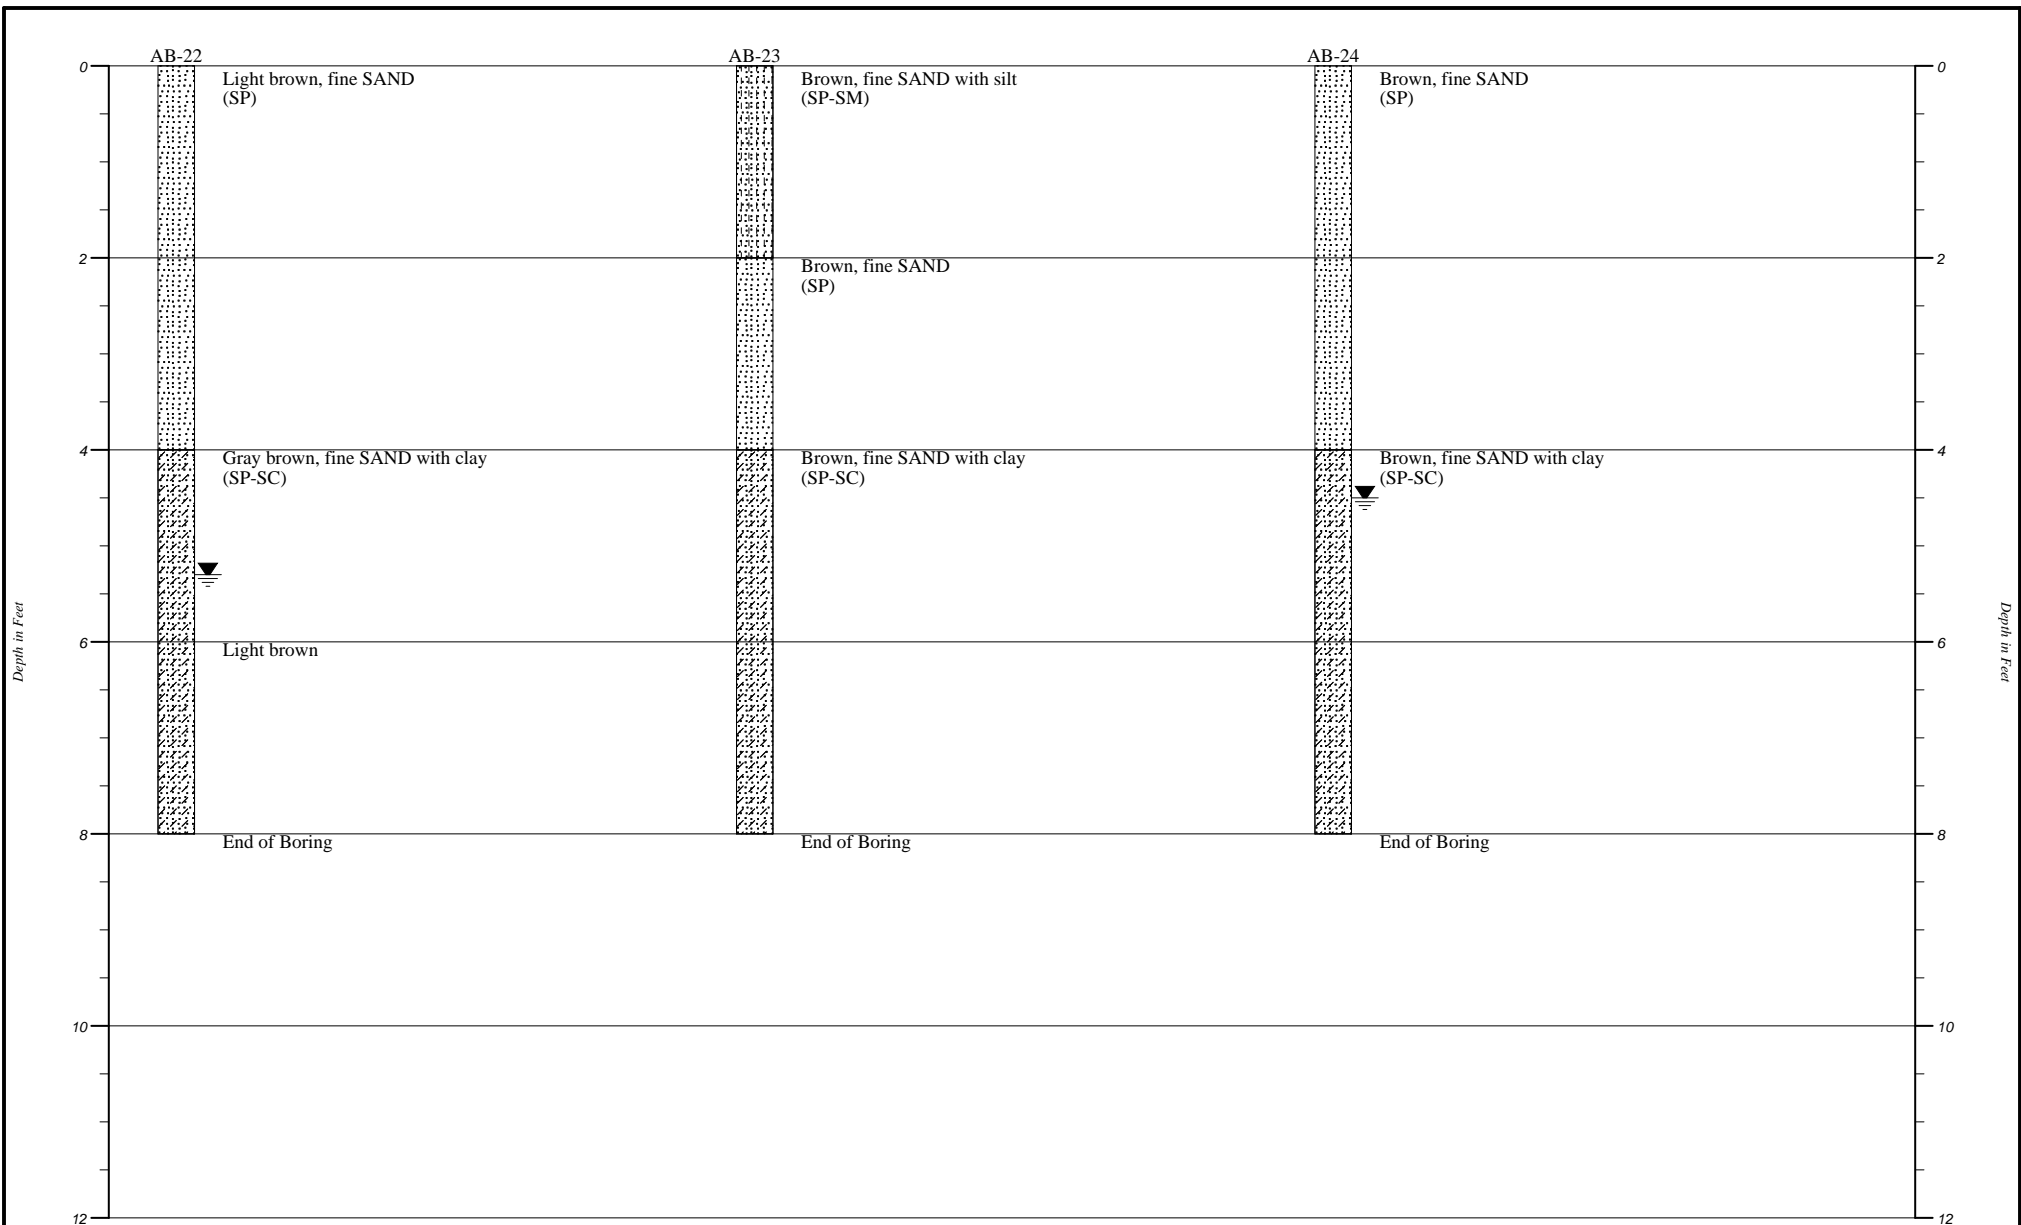 AB-22
AB-23
AB-24
0
Light brown, fine SAND
(SP)
Brown, fine SAND with silt
(SP-SM)
Brown, fine SAND
(SP)
0
2
Brown, fine SAND
(SP)
2
4
Gray brown, fine SAND with clay
(SP-SC)
Brown, fine SAND with clay
(SP-SC)
Brown, fine SAND with clay
(SP-SC)
4
Depth in Feet
6
Light brown
6
Depth in Feet
8
End of Boring
End of Boring
End of Boring
8
10
10
12
12